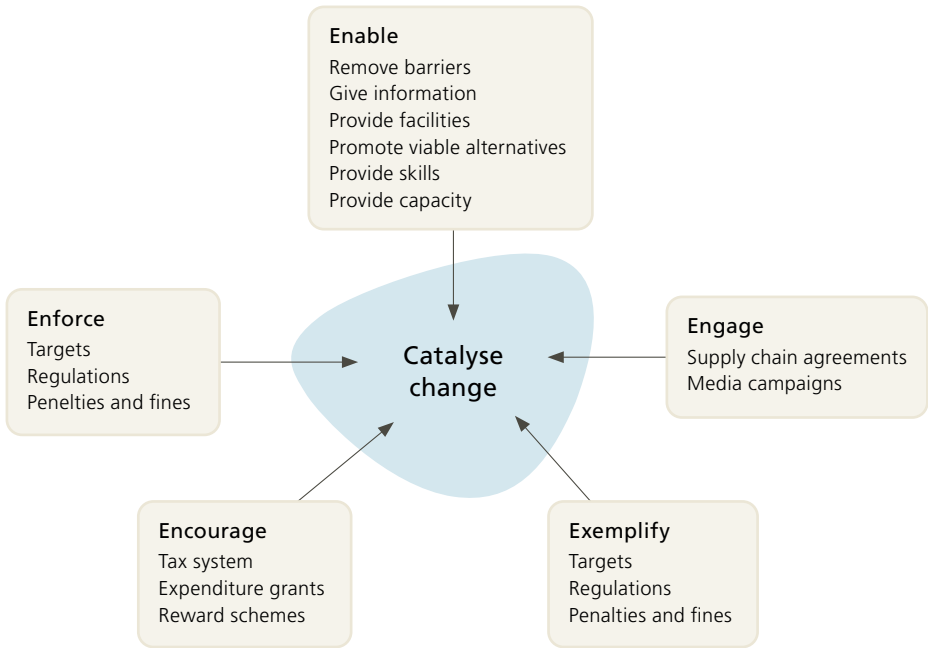 Enable
Remove barriers
Give information
Provide facilities
Promote viable alternatives
Provide skills
Provide capacity
Enforce
Targets
Regulations
Penelties and fines
Catalyse
change
Engage
Supply chain agreements
Media campaigns
Encourage
Tax system
Expenditure grants
Reward schemes
Exemplify
Targets
Regulations
Penalties and fines